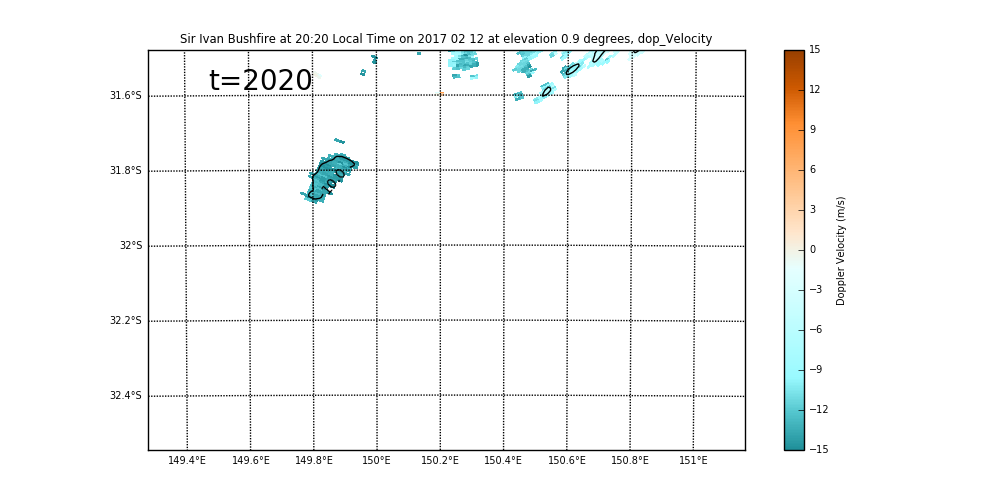 Sir Ivan Bushfire at 20:20 Local Time on 2017 02 12 at elevation 0.9 degrees, dop_Velocity
t=2020
31.6°S
31.8°S
32°S
32.2°S
32.4°S
149.4°E 149.6°E 149.8°E 150°E 150.2°E 150.4°E 150.6°E 150.8°E 151°E
15
12
9
6
3
0
−3
−6
−9
−12
−15
Doppler Velocity (m/s)